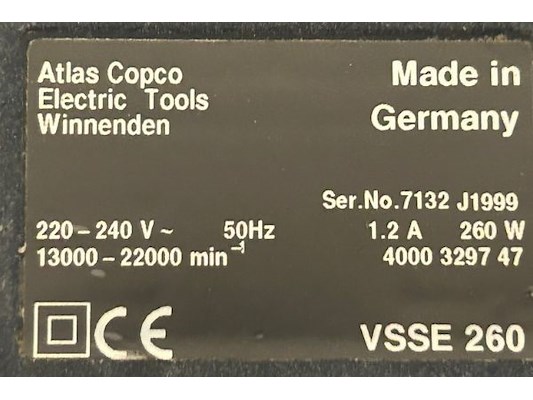 Atlas Copco
Electric Tools
Winnenden
Made in
Germany
Ser.No.7132 J1999
220-240 V~ 50Hz 1.2 A 260 W
13000-22000 min⁻¹ 4000 3297 47
CE VSSE 260